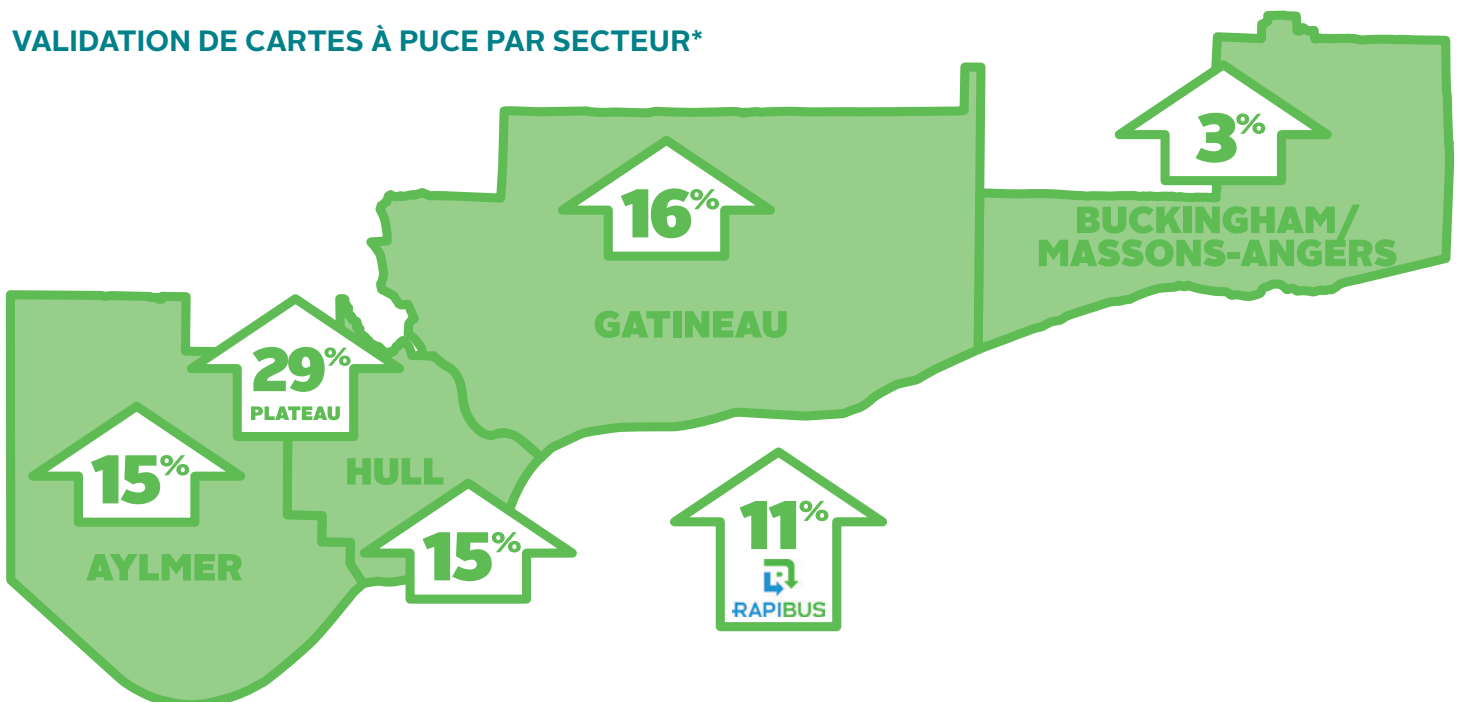 VALIDATION DE CARTES À PUCE PAR SECTEUR*
3%
BUCKINGHAM/
MASSONS-ANGERS
16%
GATINEAU
29%
PLATEAU
15%
AYLMER
HULL
15%
11%
RAPIBUS